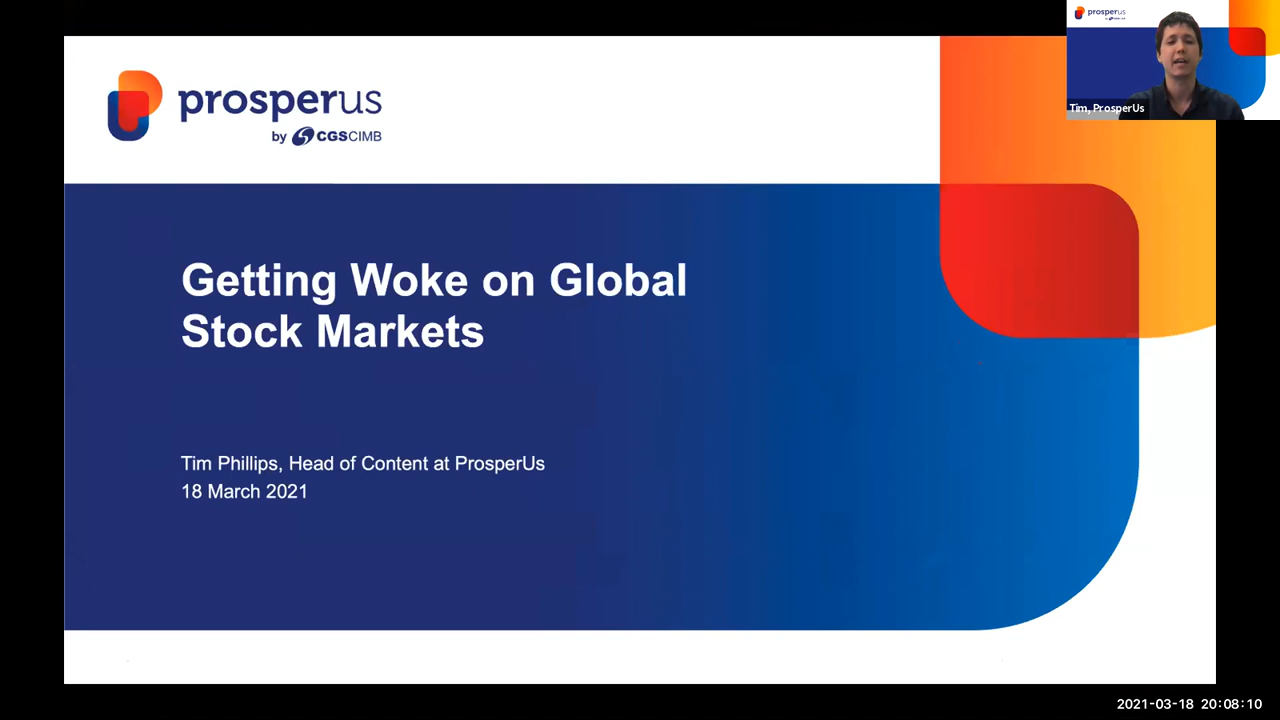 prosperus
by CGSCIMB
Getting Woke on Global
Stock Markets
Tim Phillips, Head of Content at ProsperUs
18 March 2021
prosperus
Tim, ProsperUs
2021-03-18 20:08:10